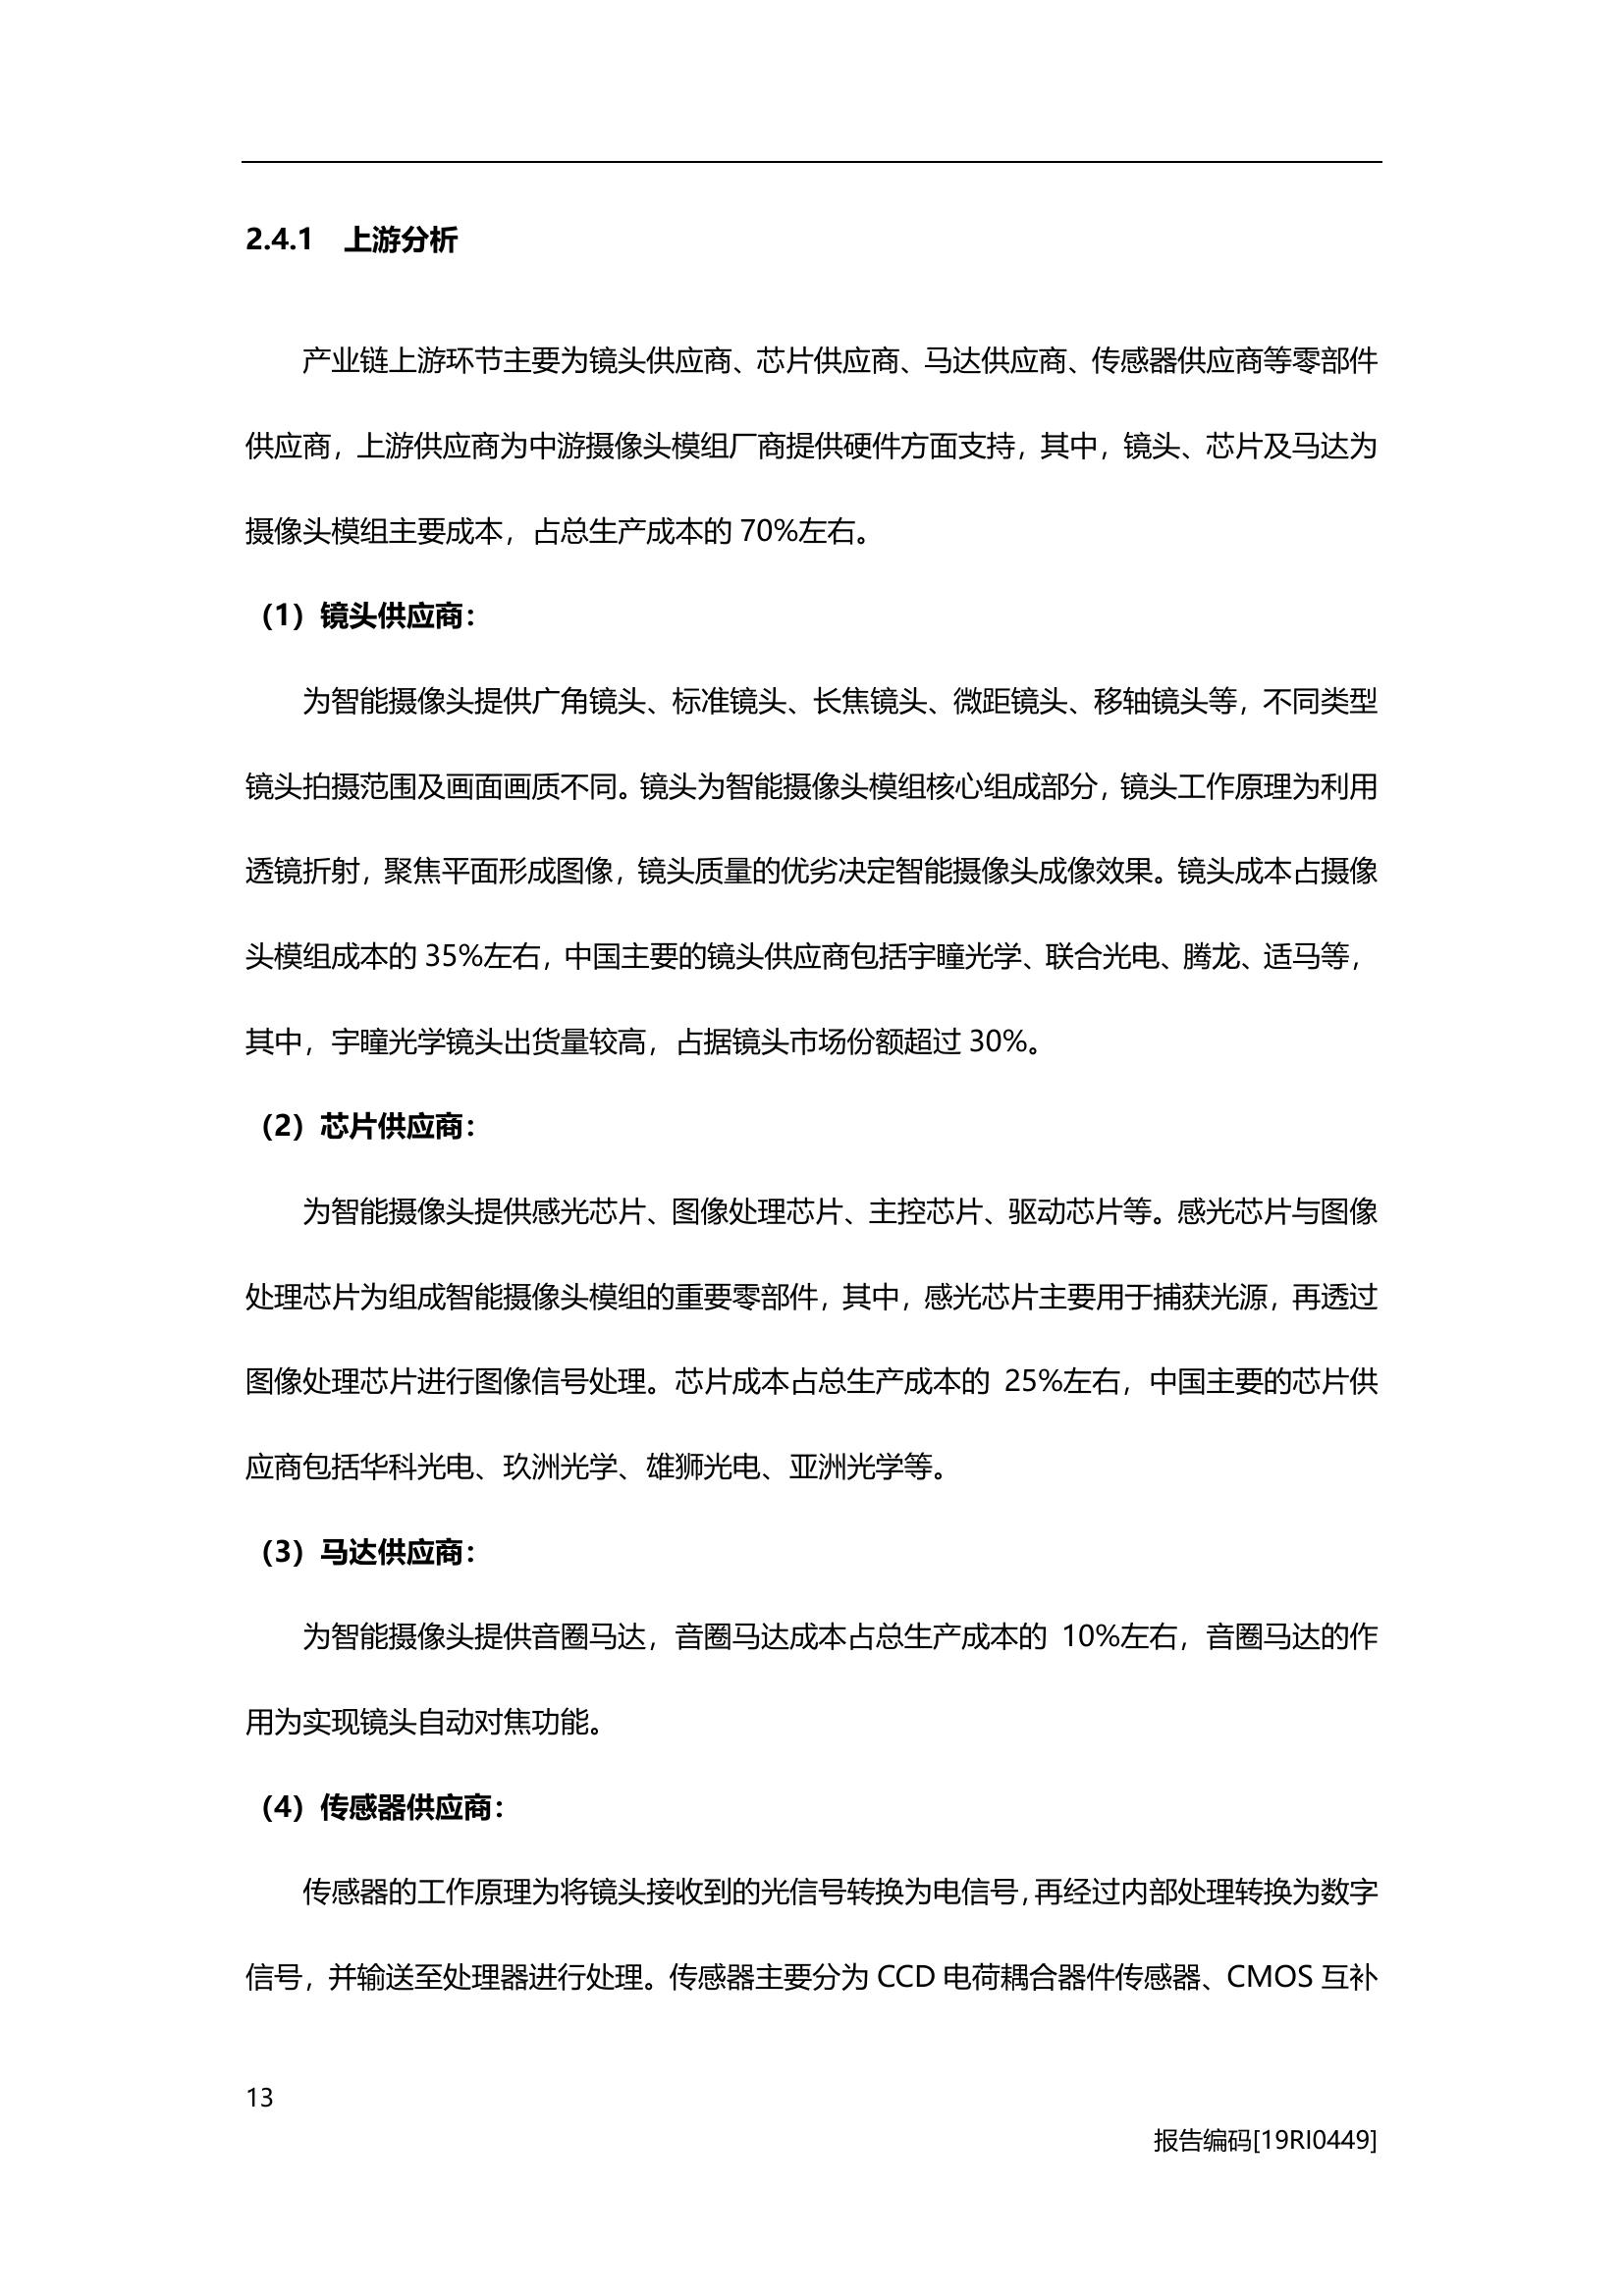 2.4.1 上游分析
产业链上游环节主要为镜头供应商、芯片供应商、马达供应商、传感器供应商等零部件
供应商，上游供应商为中游摄像头模组厂商提供硬件方面支持，其中，镜头、芯片及马达为
摄像头模组主要成本，占总生产成本的 70%左右。
（1）镜头供应商：
为智能摄像头提供广角镜头、标准镜头、长焦镜头、微距镜头、移轴镜头等，不同类型
镜头拍摄范围及画面画质不同。镜头为智能摄像头模组核心组成部分，镜头工作原理为利用
透镜折射，聚焦平面形成图像，镜头质量的优劣决定智能摄像头成像效果。镜头成本占摄像
头模组成本的 35%左右，中国主要的镜头供应商包括宇瞳光学、联合光电、腾龙、适马等，
其中，宇瞳光学镜头出货量较高，占据镜头市场份额超过 30%。
（2）芯片供应商：
为智能摄像头提供感光芯片、图像处理芯片、主控芯片、驱动芯片等。感光芯片与图像
处理芯片为组成智能摄像头模组的重要零部件，其中，感光芯片主要用于捕获光源，再透过
图像处理芯片进行图像信号处理。芯片成本占总生产成本的 25%左右，中国主要的芯片供
应商包括华科光电、玖洲光学、雄狮光电、亚洲光学等。
（3）马达供应商：
为智能摄像头提供音圈马达，音圈马达成本占总生产成本的 10%左右，音圈马达的作
用为实现镜头自动对焦功能。
（4）传感器供应商：
传感器的工作原理为将镜头接收到的光信号转换为电信号，再经过内部处理转换为数字
信号，并输送至处理器进行处理。传感器主要分为 CCD 电荷耦合器件传感器、CMOS 互补
13
报告编码[19RI0449]